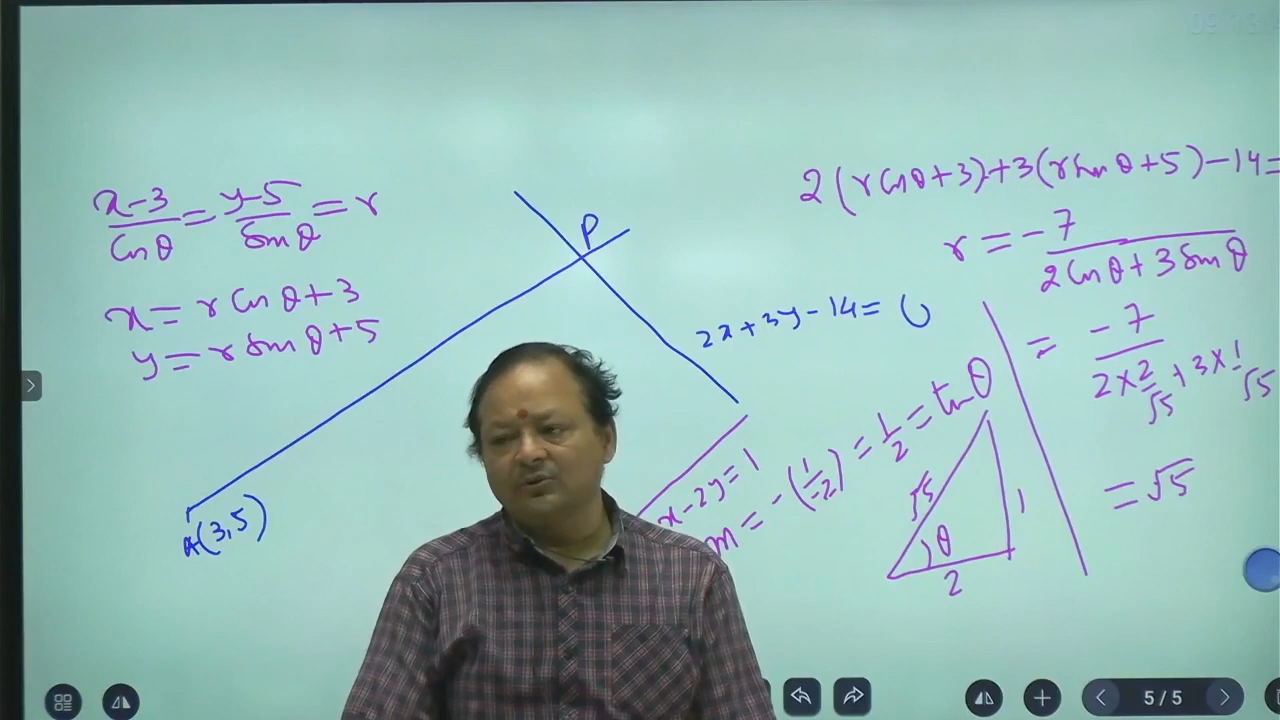 x-3/cosθ = y-5/sinθ = r
x = r cosθ + 3
y = r sinθ + 5
P
A(3,5)
2x+3y-14=0
x-2y=1
m = -(1/-2) = 1/2 = tanθ
√5
1
θ
2
2(r cosθ+3)+3(r sinθ+5)-14=
r = -7/2cosθ+3sinθ
= -7/2×2/√5+3×1/√5
= √5
5/5